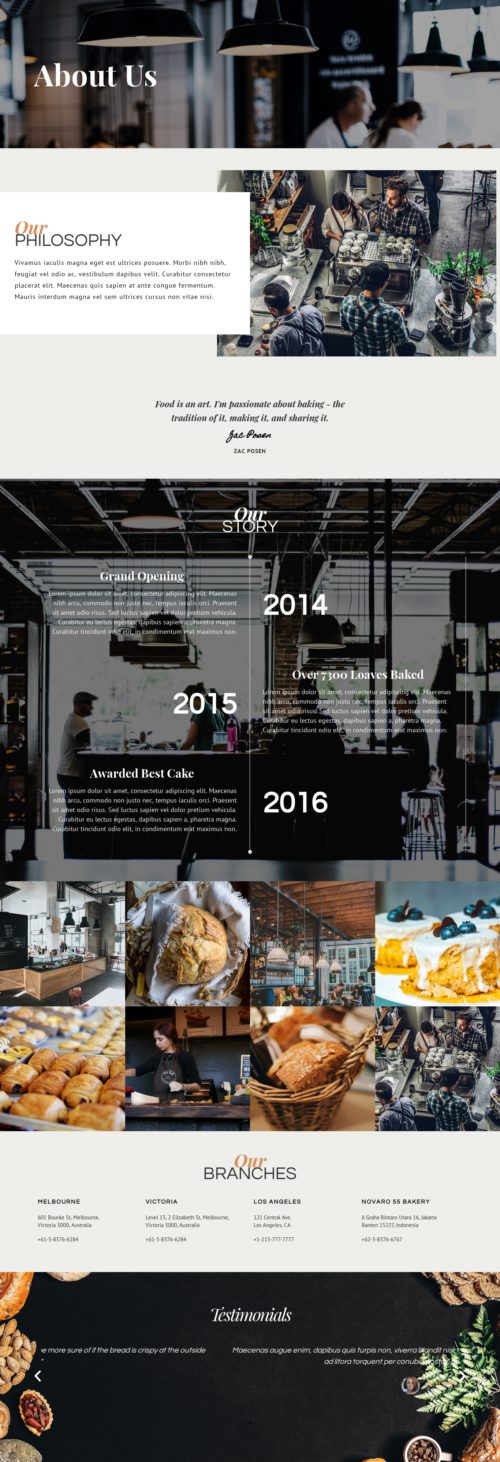 About Us
Our
PHILOSOPHY
Vivamus iaculis magna eget est ultrices posuere. Morbi nibh nibh,
feugiat vel odio ac, vestibulum dapibus velit. Curabitur consectetur
placerat elit. Maecenas quis sapien at ante congue fermentum.
Mauris interdum magna vel sem ultrices cursus non vitae nisi.
Food is an art. I'm passionate about baking - the
tradition of it, making it, and sharing it.
Zac Posen
ZAC POSEN
Our
STORY
Grand Opening
Lorem ipsum dolor sit amet, consectetur adipiscing elit. Maecenas
nibh arcu, commodo non justo nec, tempus iaculis orci. Praesent
sit amet odio risus. Sed luctus sapien vel dolor pretium vehicula.
Curabitur eu lectus egestas, dapibus sapien a, pharetra magna.
Curabitur tincidunt odio elit, in condimentum mauris rutrum non.
2014
Over 7300 Loaves Baked
2015
Lorem ipsum dolor sit amet, consectetur adipiscing elit. Maecenas
nibh arcu, commodo non justo nec, tempus iaculis orci. Praesent
sit amet odio risus. Sed luctus sapien vel dolor pretium vehicula.
Curabitur eu lectus egestas, dapibus sapien a, pharetra magna.
Curabitur tincidunt odio elit, in condimentum mauris rutrum non.
Awarded Best Cake
Lorem ipsum dolor sit amet, consectetur adipiscing elit. Maecenas
nibh arcu, commodo non justo nec, tempus iaculis orci. Praesent
sit amet odio risus. Sed luctus sapien vel dolor pretium vehicula.
Curabitur eu lectus egestas, dapibus sapien a, pharetra magna.
Curabitur tincidunt odio elit, in condimentum mauris rutrum non.
2016
Our
BRANCHES
MELBOURNE
601 Bourke St, Melbourne,
Victoria 3000, Australia
+61-3-8376-6284
VICTORIA
Level 13, 2 Elizabeth St, Melbourne,
Victoria 3000, Australia
+61-3-8376-6284
LOS ANGELES
121 Central Ave.
Los Angeles, CA
+1-213-777-7777
NOVARO 55 BAKERY
Jl Graha Bintaro Utara 16, Jakarta
Banten 15227, Indonesia
+62-3-8376-6767
Testimonials
e more sure of if the bread is crispy at the outside
Maecenas augue enim, dapibus quis turpis non, viverra blandit nisl
ad litora torquent per conubia